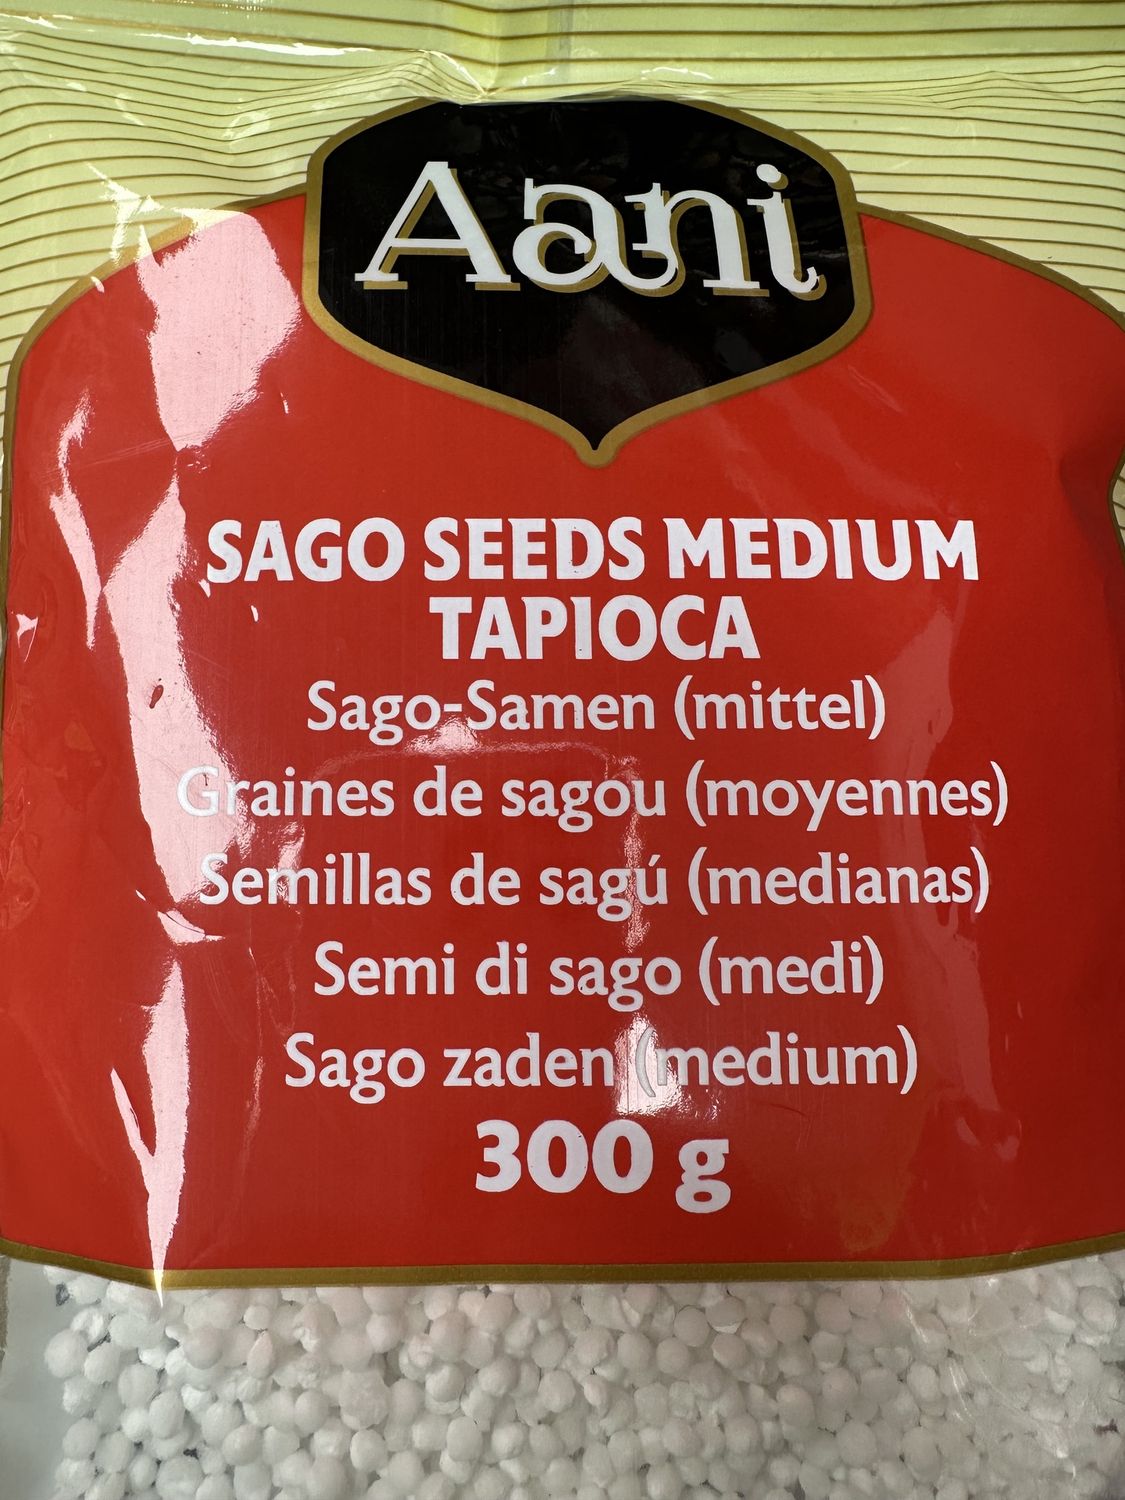 Aani
SAGO SEEDS MEDIUM
TAPIOCA
Sago-Samen (mittel)
Graines de sagou (moyennes)
Semillas de sagú (medianas)
Semi di sago (medi)
Sago zaden (medium)
300 g